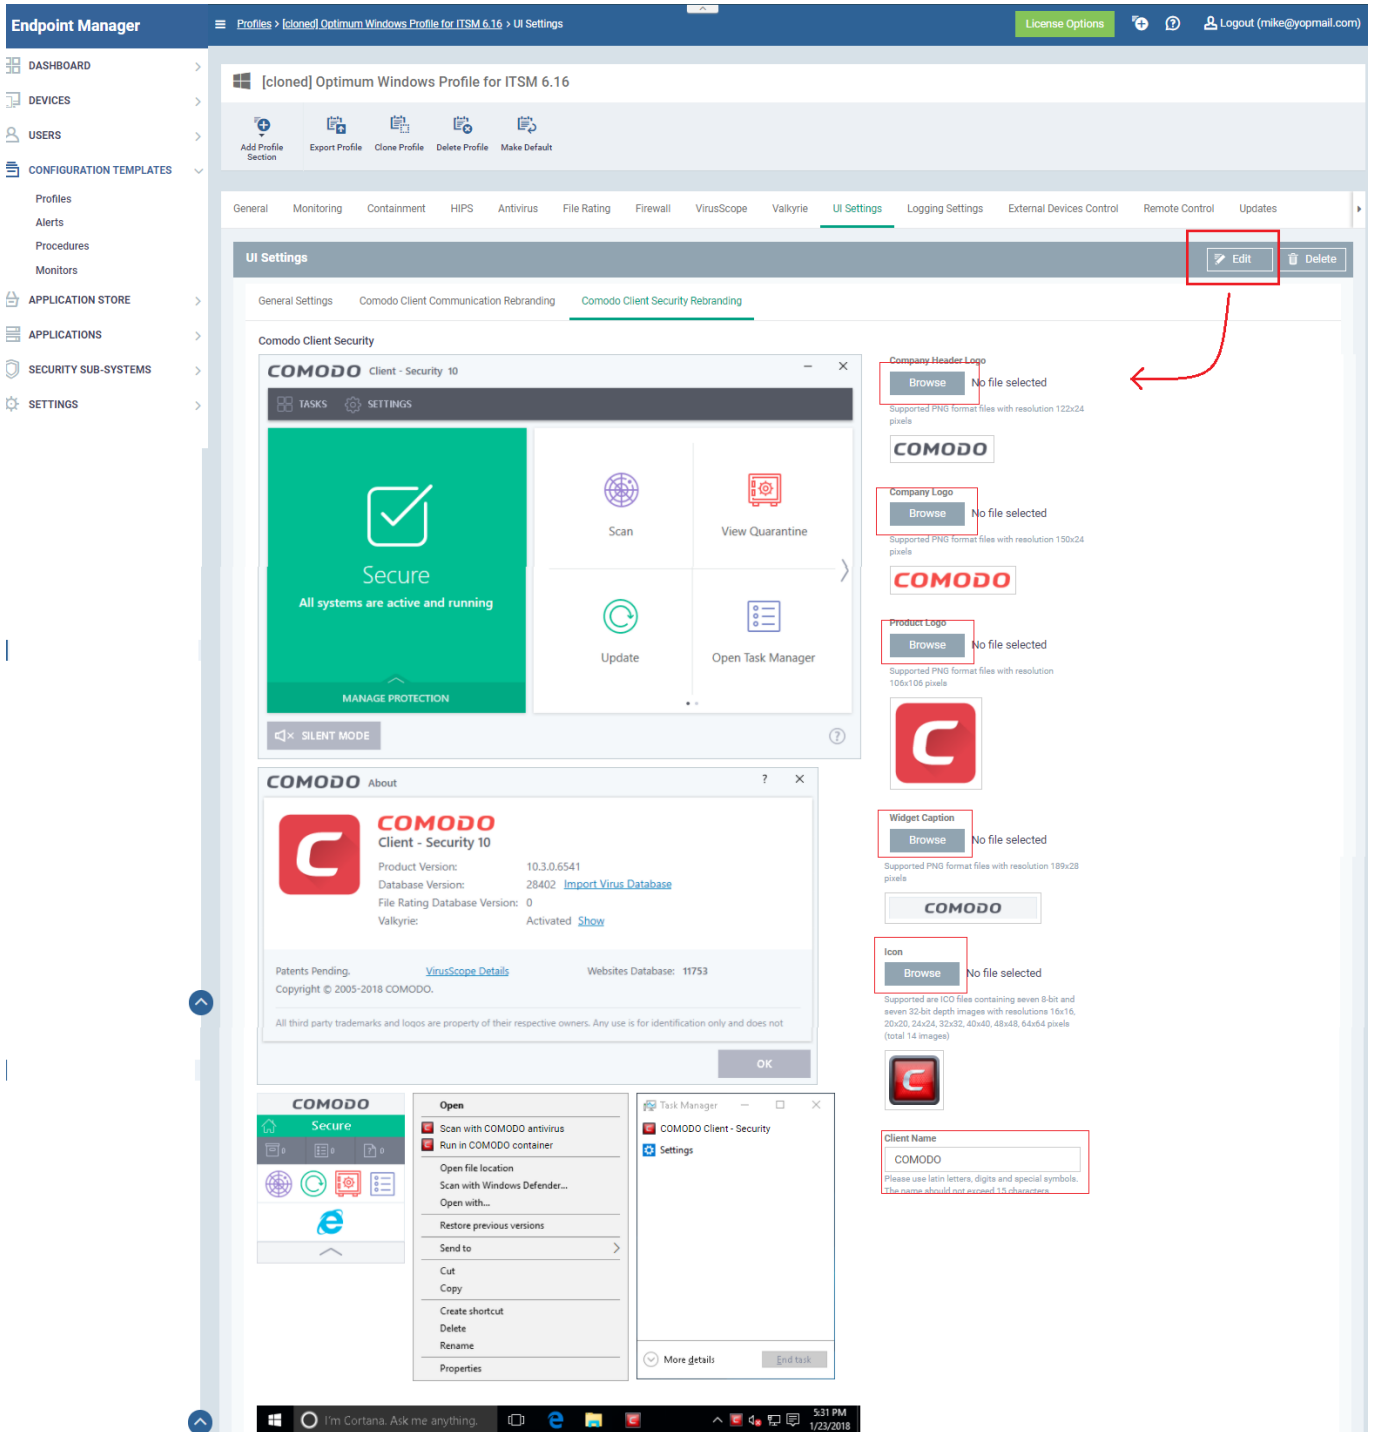 Endpoint Manager
Profiles > [cloned] Optimum Windows Profile for ITSM 6.16 > UI Settings
License Options
Logout (mike@yopmail.com)
DASHBOARD
DEVICES
USERS
CONFIGURATION TEMPLATES
Profiles
Alerts
Procedures
Monitors
APPLICATION STORE
APPLICATIONS
SECURITY SUB-SYSTEMS
SETTINGS
[cloned] Optimum Windows Profile for ITSM 6.16
Add Profile
Section
Export Profile
Clone Profile
Delete Profile
Make Default
General Monitoring Containment HIPS Antivirus File Rating Firewall VirusScope Valkyrie UI Settings Logging Settings External Devices Control Remote Control Updates
UI Settings
Edit
Delete
General Settings Comodo Client Communication Rebranding Comodo Client Security Rebranding
Comodo Client Security
COMODO Client - Security 10
TASKS SETTINGS
Secure
All systems are active and running
MANAGE PROTECTION
Scan
View Quarantine
Update
Open Task Manager
SILENT MODE
?
COMODO About
? 
COMODO
Client - Security 10
Product Version: 10.3.0.6541
Database Version: 28402 Import Virus Database
File Rating Database Version: 0
Valkyrie: Activated Show
Patents Pending. VirusScope Details Websites Database: 11753
Copyright © 2005-2018 COMODO.
All third party trademarks and logos are property of their respective owners. Any use is for identification only and does not
OK
COMODO
Secure
0 0 0
Open
Scan with COMODO antivirus
Run in COMODO container
Open file location
Scan with Windows Defender...
Open with...
Restore previous versions
Send to
Cut
Copy
Create shortcut
Delete
Rename
Properties
Task Manager
COMODO Client - Security
Settings
More details
End task
I'm Cortana. Ask me anything.
5:31 PM
1/23/2018
Company Header Logo
Browse No file selected
Supported PNG format files with resolution 122x24
pixels
COMODO
Company Logo
Browse No file selected
Supported PNG format files with resolution 150x24
pixels
COMODO
Product Logo
Browse No file selected
Supported PNG format files with resolution
106x106 pixels
Widget Caption
Browse No file selected
Supported PNG format files with resolution 189x28
pixels
COMODO
Icon
Browse No file selected
Supported are ICO files containing seven 8-bit and
seven 32-bit depth images with resolutions 16x16,
20x20, 24x24, 32x32, 40x40, 48x48, 64x64 pixels
(total 14 images)
Client Name
COMODO
Please use latin letters, digits and special symbols.
The name should not exceed 15 characters